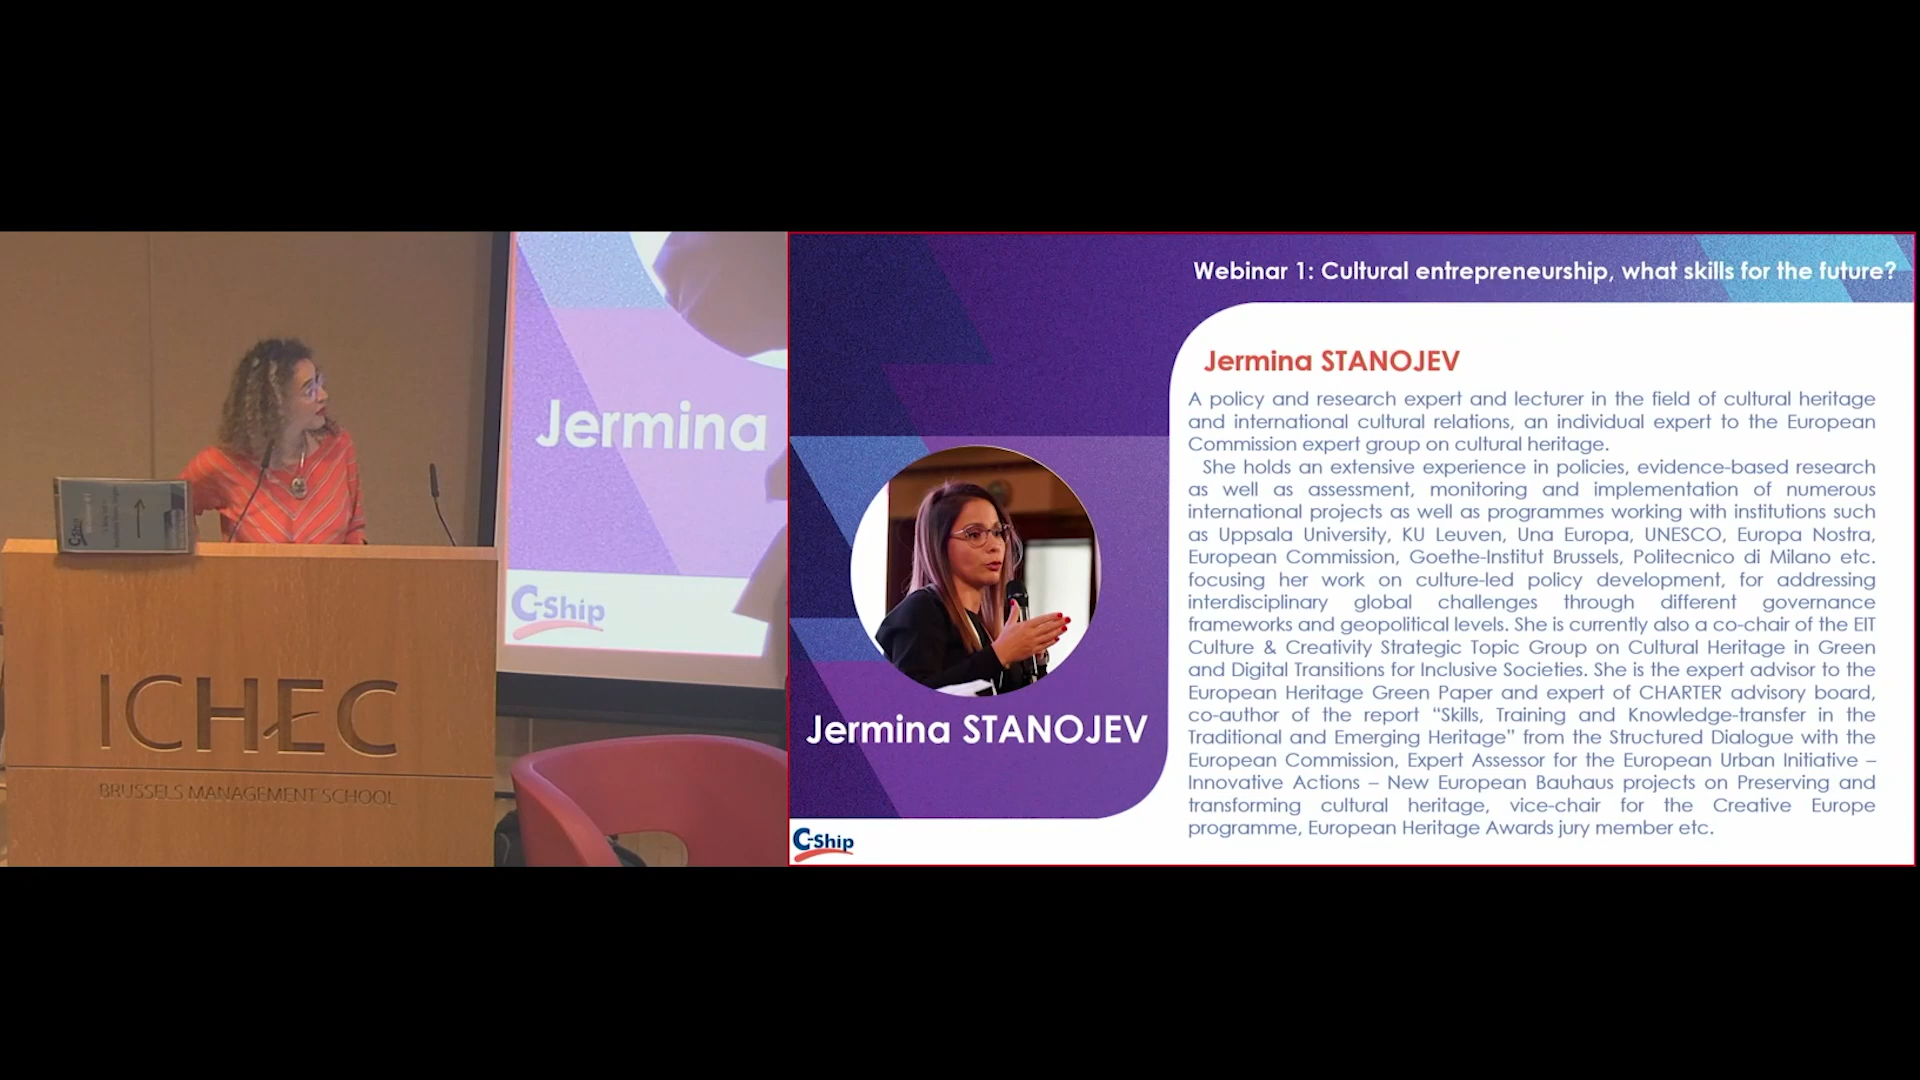 Jermina
C-Ship
C-Ship
ICHEC
BRUSSELS MANAGEMENT SCHOOL
Webinar 1: Cultural entrepreneurship, what skills for the future?
Jermina STANOJEV
C-Ship
Jermina STANOJEV
A policy and research expert and lecturer in the field of cultural heritage
and international cultural relations, an individual expert to the European
Commission expert group on cultural heritage.
She holds an extensive experience in policies, evidence-based research
as well as assessment, monitoring and implementation of numerous
international projects as well as programmes working with institutions such
as Uppsala University, KU Leuven, Una Europa, UNESCO, Europa Nostra,
European Commission, Goethe-Institut Brussels, Politecnico di Milano etc.
focusing her work on culture-led policy development, for addressing
interdisciplinary global challenges through different governance
frameworks and geopolitical levels. She is currently also a co-chair of the EIT
Culture & Creativity Strategic Topic Group on Cultural Heritage in Green
and Digital Transitions for Inclusive Societies. She is the expert advisor to the
European Heritage Green Paper and expert of CHARTER advisory board,
co-author of the report “Skills, Training and Knowledge-transfer in the
Traditional and Emerging Heritage” from the Structured Dialogue with the
European Commission, Expert Assessor for the European Urban Initiative –
Innovative Actions – New European Bauhaus projects on Preserving and
transforming cultural heritage, vice-chair for the Creative Europe
programme, European Heritage Awards jury member etc.